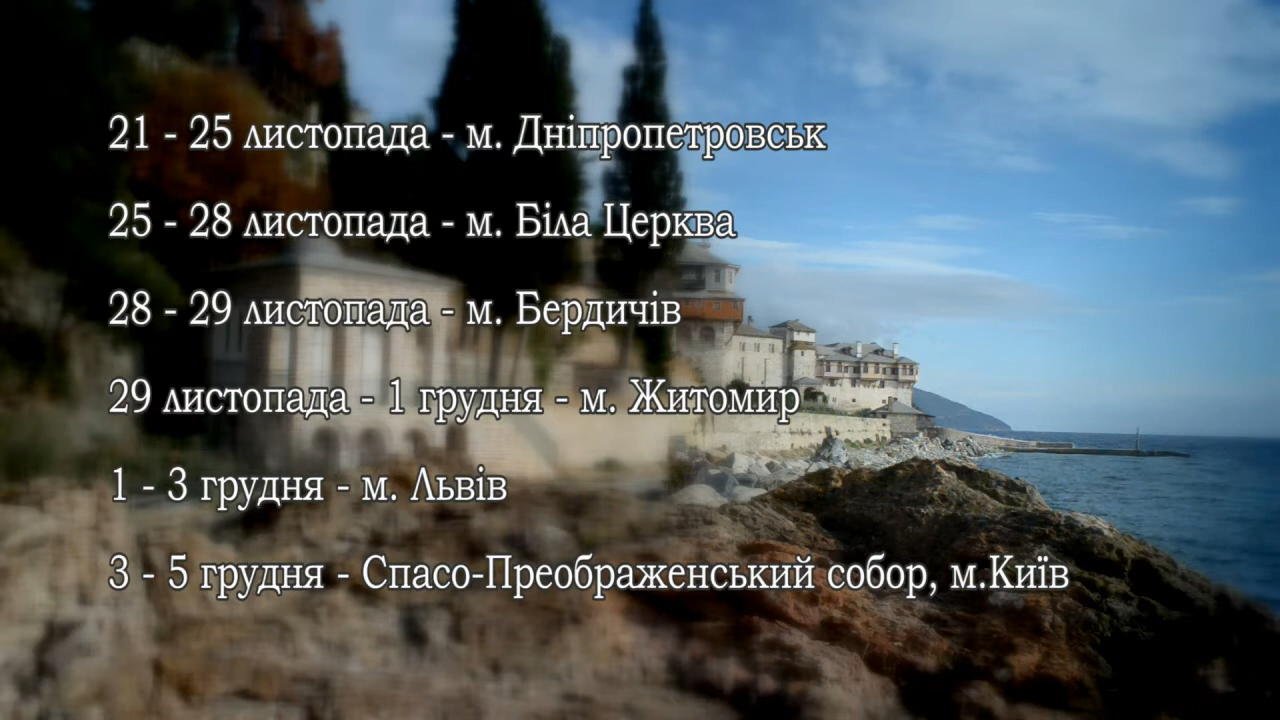 21 - 25 листопада - м. Дніпропетровськ
25 - 28 листопада - м. Біла Церква
28 - 29 листопада - м. Бердичів
29 листопада - 1 грудня - м. Житомир
1 - 3 грудня - м. Львів
3 - 5 грудня - Спасо-Преображенський собор, м.Київ